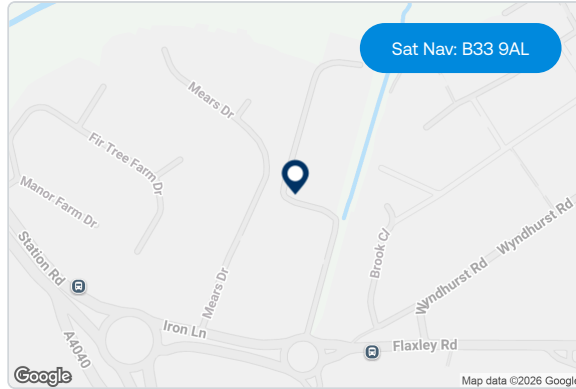 Sat Nav: B33 9AL
Mears Dr
Fir Tree Farm Dr
Manor Farm Dr
Wyndhurst Rd
Station Rd
Brook Cl
Mears Dr
Wyndhurst Rd
Iron Ln
A4040
Flaxley Rd
Google
Map data ©2026 Google